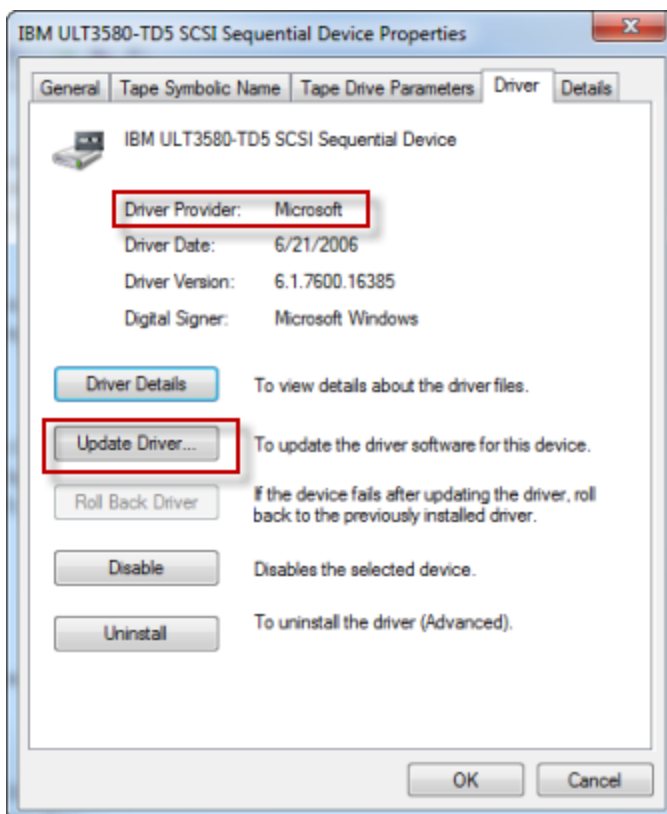 IBM ULT3580-TD5 SCSI Sequential Device Properties
General Tape Symbolic Name Tape Drive Parameters Driver Details
IBM ULT3580-TD5 SCSI Sequential Device
Driver Provider: Microsoft
Driver Date: 6/21/2006
Driver Version: 6.1.7600.16385
Digital Signer: Microsoft Windows
Driver Details To view details about the driver files.
Update Driver... To update the driver software for this device.
Roll Back Driver If the device fails after updating the driver, roll
back to the previously installed driver.
Disable Disables the selected device.
Uninstall To uninstall the driver (Advanced).
OK Cancel